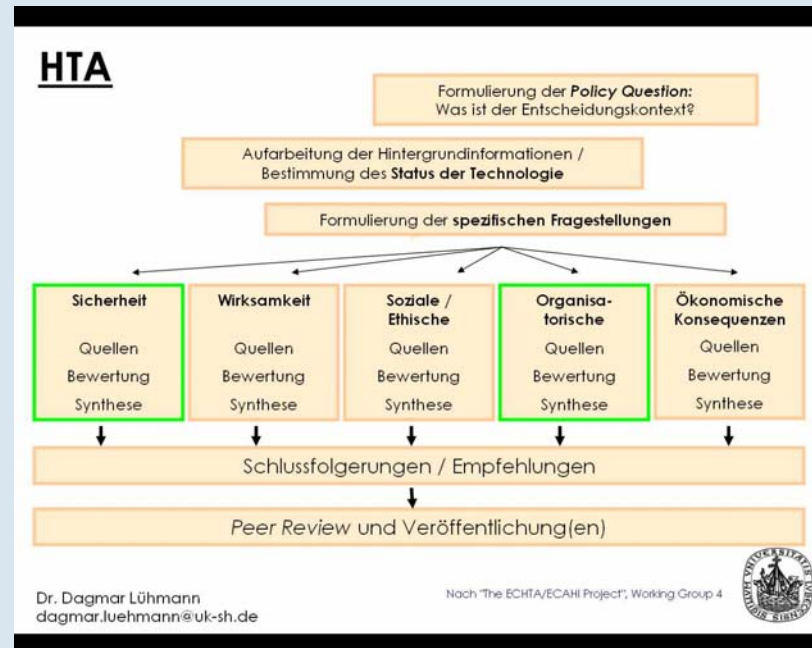 HTA
Formulierung der Policy Question:
Was ist der Entscheidungskontext?
Aufarbeitung der Hintergrundinformationen /
Bestimmung des Status der Technologie
Formulierung der spezifischen Fragestellungen
Sicherheit
Quellen
Bewertung
Synthese
Wirksamkeit
Quellen
Bewertung
Synthese
Soziale /
Ethische
Quellen
Bewertung
Synthese
Organisa-
torische
Quellen
Bewertung
Synthese
Ökonomische
Konsequenzen
Quellen
Bewertung
Synthese
Schlussfolgerungen / Empfehlungen
Peer Review und Veröffentlichung(en)
Dr. Dagmar Lühmann
dagmar.luehmann@uk-sh.de
Nach "The ECHTA/ECAHI Project", Working Group 4